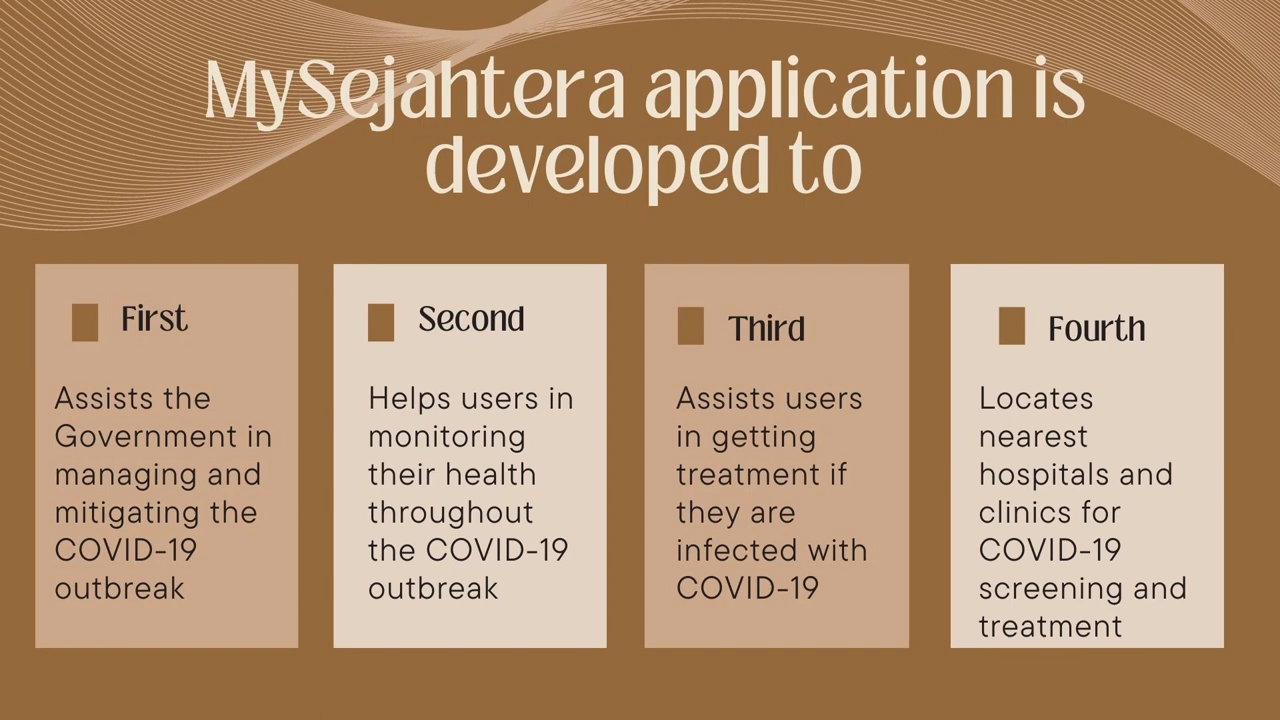 MySejahtera application is
developed to
First
Assists the
Government in
managing and
mitigating the
COVID-19
outbreak
Second
Helps users in
monitoring
their health
throughout
the COVID-19
outbreak
Third
Assists users
in getting
treatment if
they are
infected with
COVID-19
Fourth
Locates
nearest
hospitals and
clinics for
COVID-19
screening and
treatment